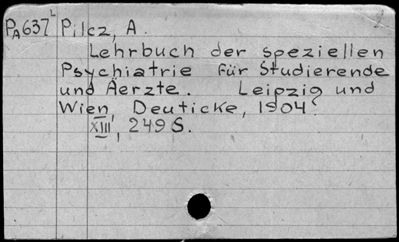 PA637L Pilcz, A.
Lehrbuch der speziellen
Psychiatrie für Studierende
und Aerzte. Leipzig und
Wien, Deuticke, 1904.
XIII, 249 S.